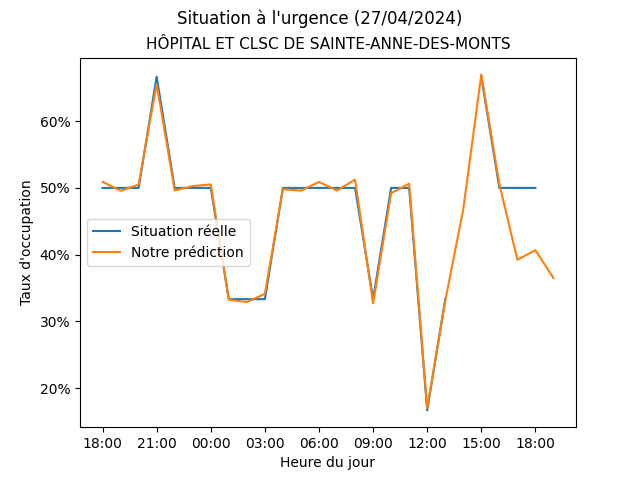 Situation à l'urgence (27/04/2024)
HÔPITAL ET CLSC DE SAINTE-ANNE-DES-MONTS
60%
50%
40%
30%
20%
Taux d'occupation
Situation réelle
Notre prédiction
18:00 21:00 00:00 03:00 06:00 09:00 12:00 15:00 18:00
Heure du jour